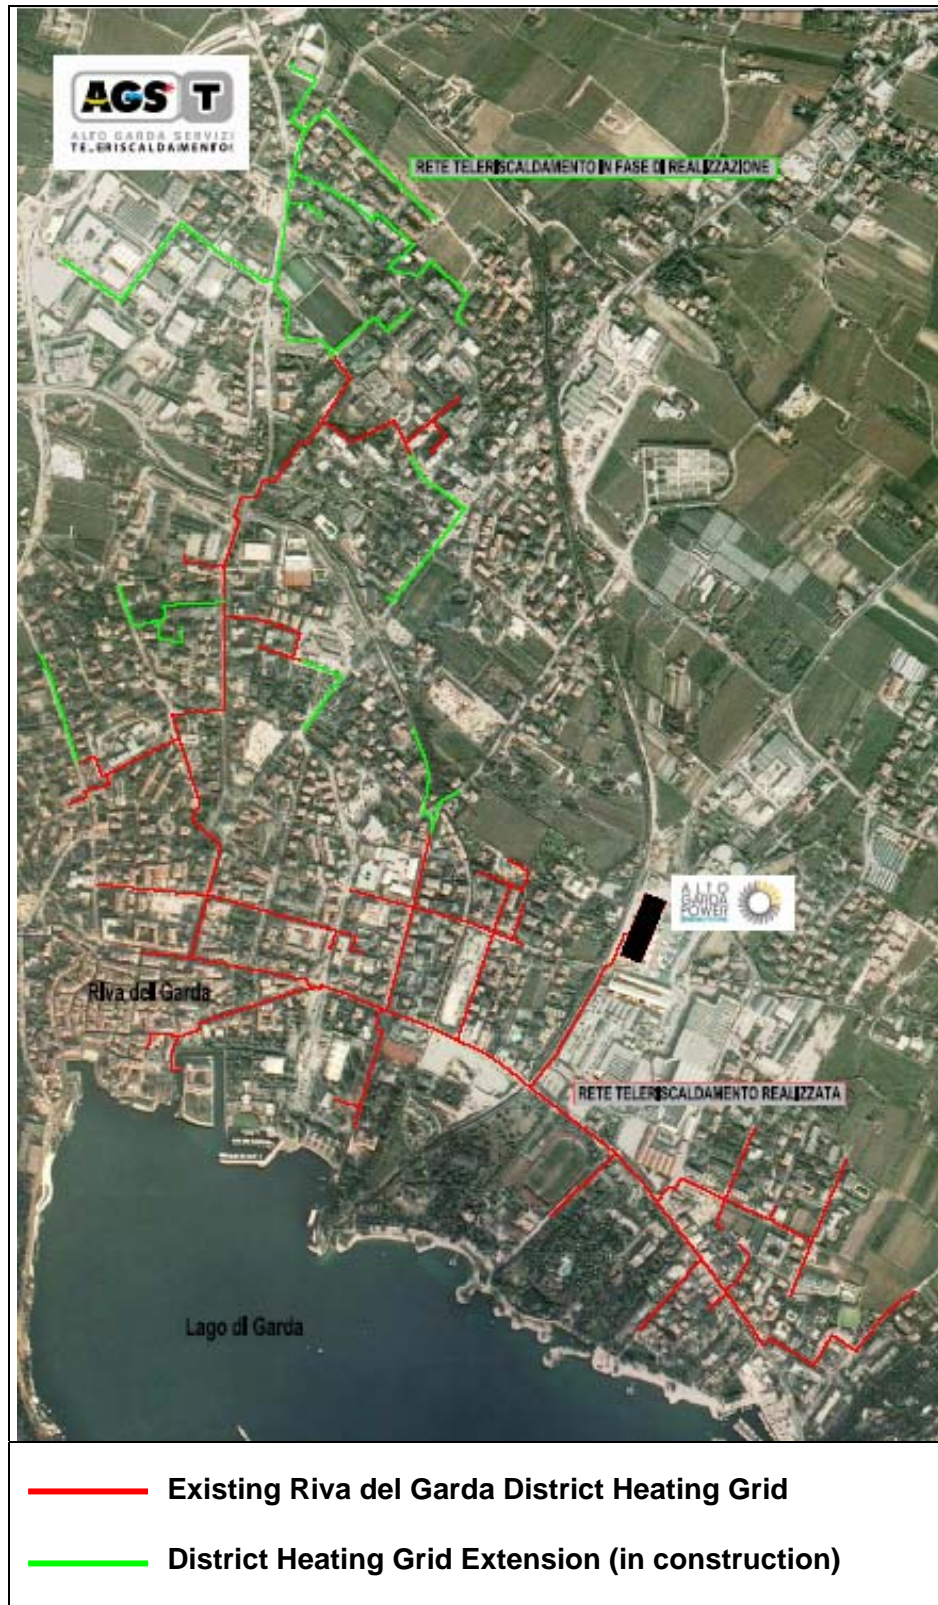 AGS T
ALTO GARDA SERVIZI
TELERISCALDAMENTO
RETE TELERISCALDAMENTO IN FASE DI REALIZZAZIONE
ALTO
GARDA
POWER
Riva del Garda
RETE TELERISCALDAMENTO REALIZZATA
Lago di Garda
Existing Riva del Garda District Heating Grid
District Heating Grid Extension (in construction)